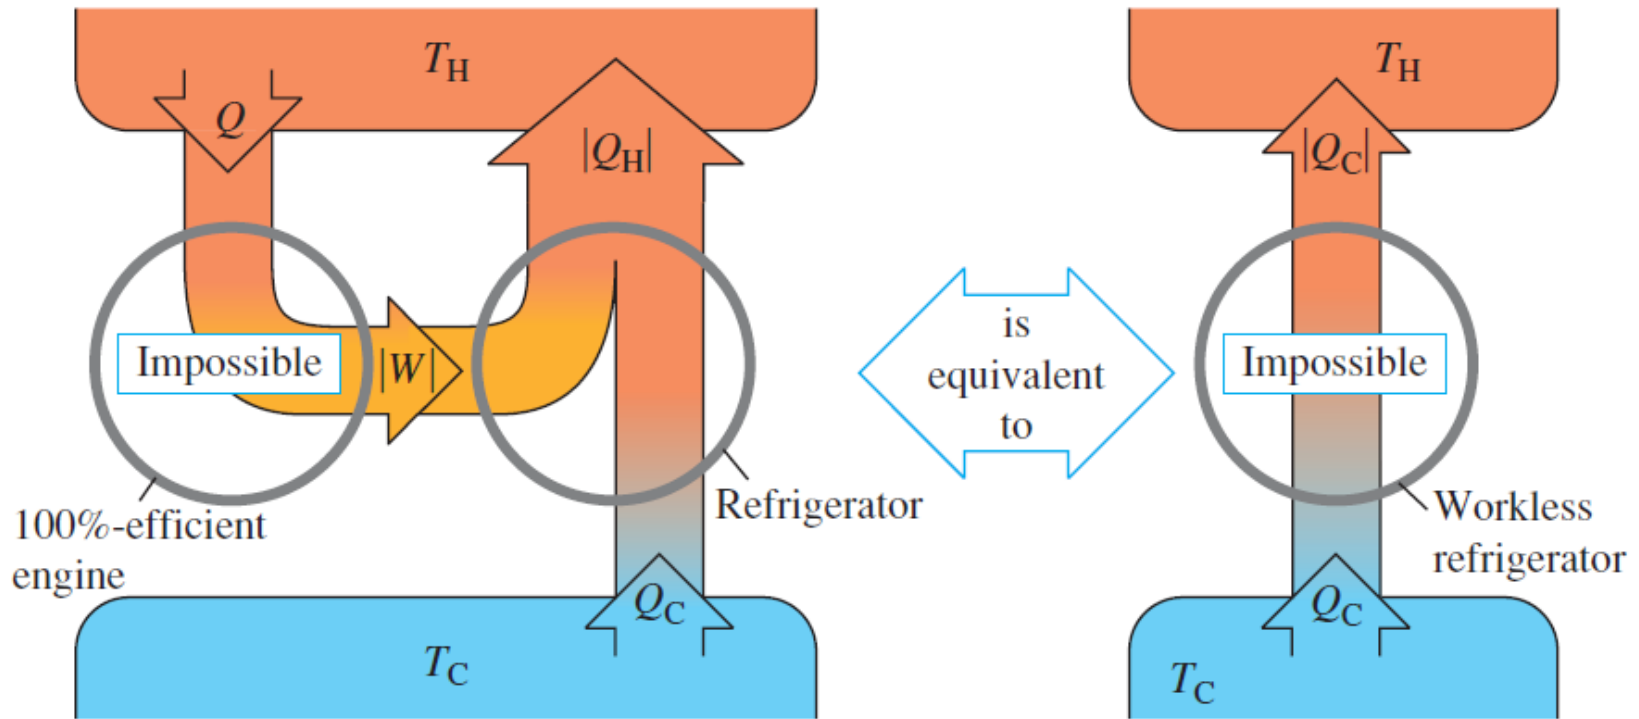 T_H
Q
|Q_H|
Impossible
|W|
100%-efficient
engine
Refrigerator
Q_C
T_C
is
equivalent
to
T_H
|Q_C|
Impossible
Workless
refrigerator
Q_C
T_C